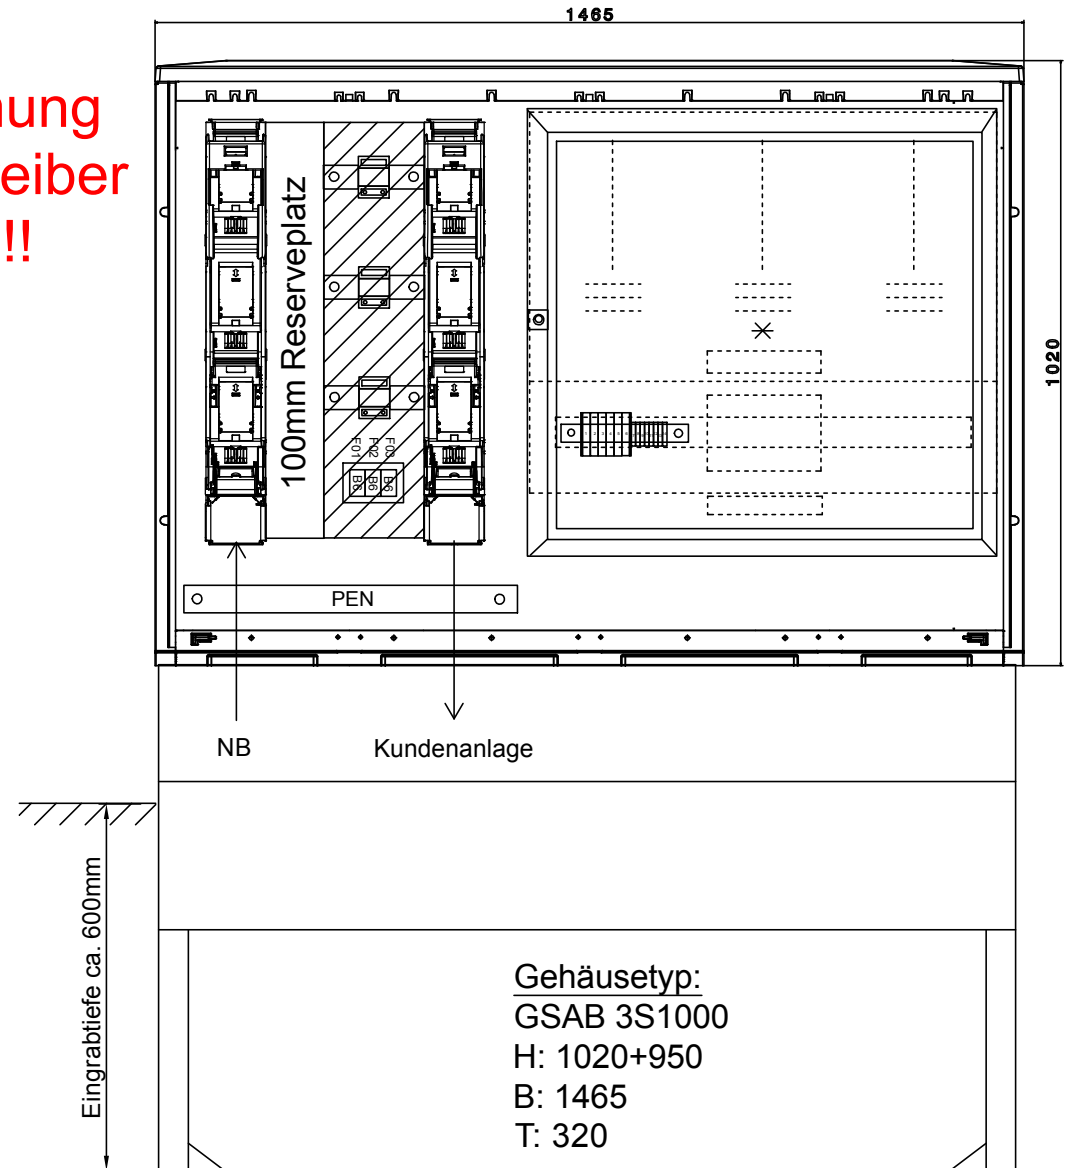 1465
nung
eiber
!!
100mm Reserveplatz
F01
F02
F03
B6
B6
B6
1020
PEN
NB
Kundenanlage
Eingrabtiefe ca. 600mm
Gehäusetyp:
GSAB 3S1000
H: 1020+950
B: 1465
T: 320